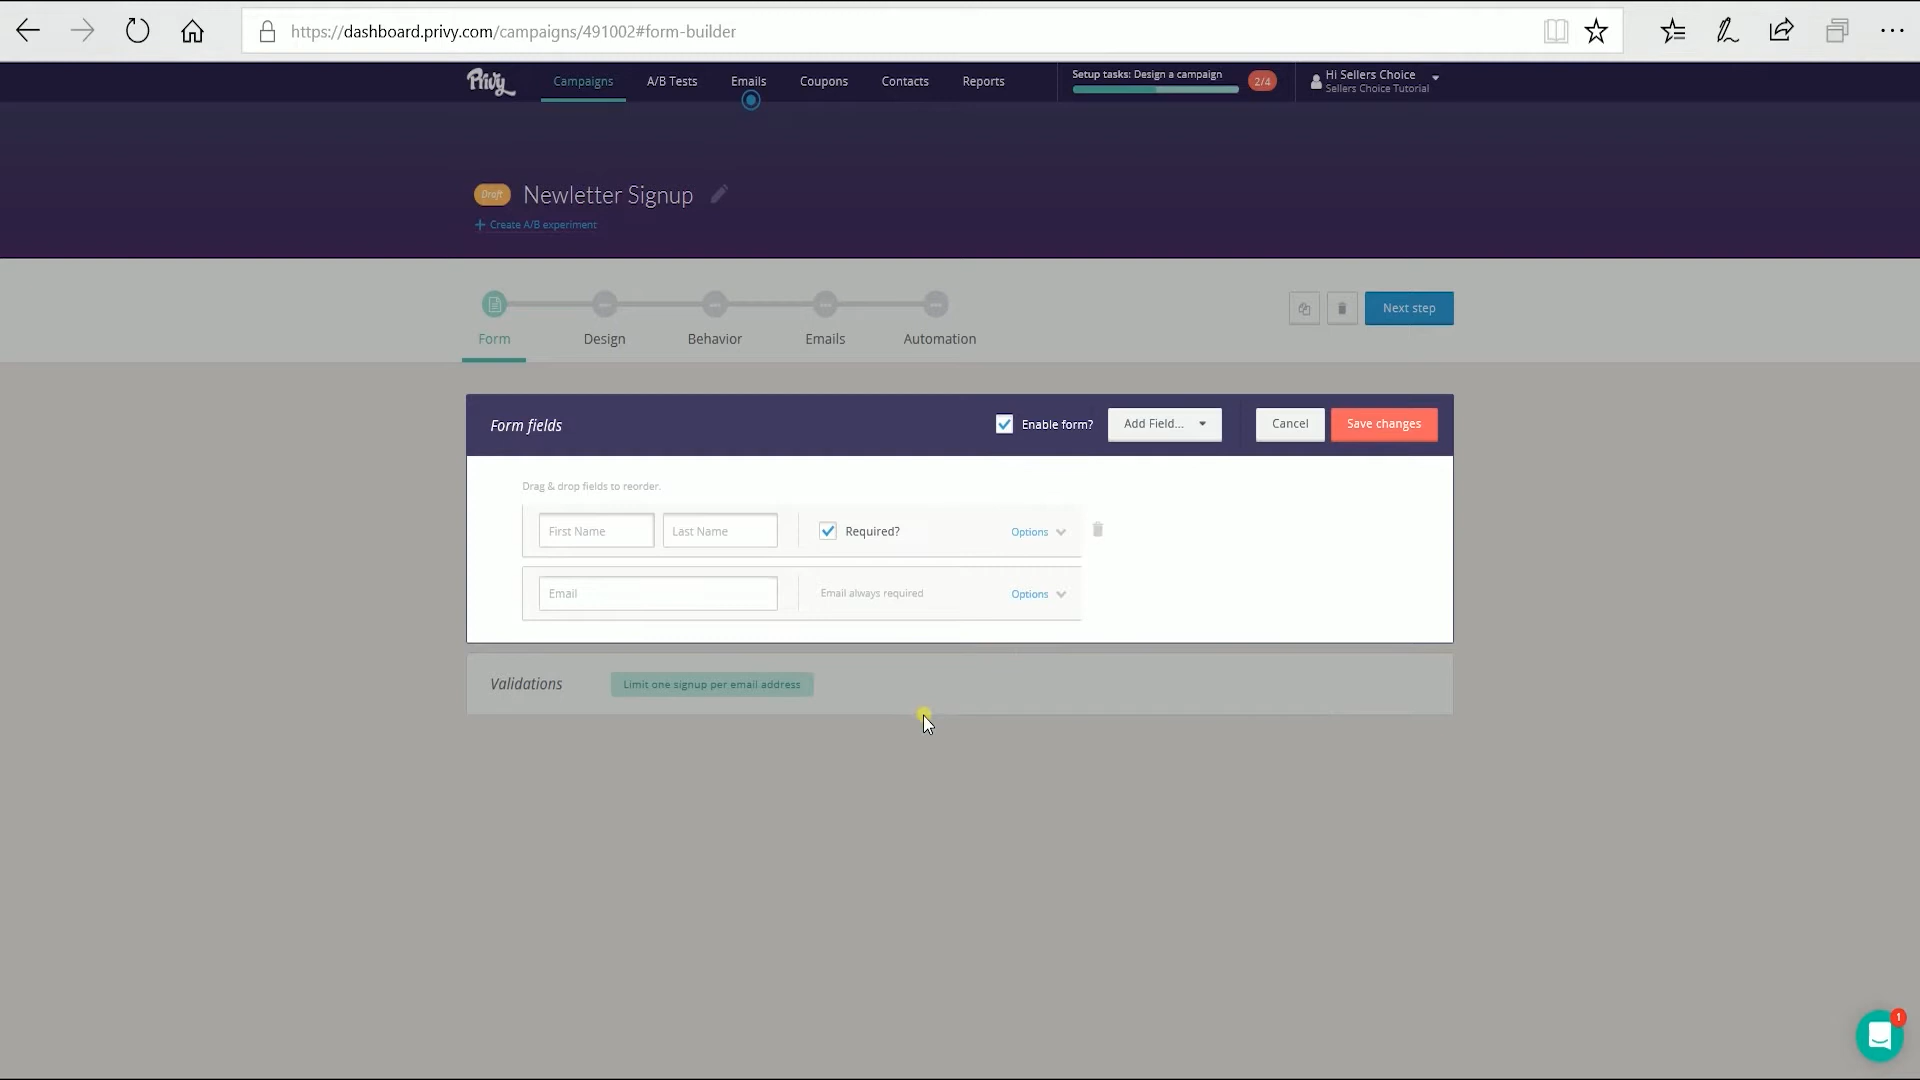 https://dashboard.privy.com/campaigns/491002#form-builder
Privy
Campaigns
A/B Tests
Emails
Coupons
Contacts
Reports
Setup tasks: Design a campaign
2/4
Hi Sellers Choice
Sellers Choice Tutorial
Draft
Newletter Signup
+ Create A/B experiment
Form
Design
Behavior
Emails
Automation
Next step
Form fields
Enable form?
Add Field...
Cancel
Save changes
Drag & drop fields to reorder.
First Name
Last Name
Required?
Options
Email
Email always required
Options
Validations
Limit one signup per email address
1